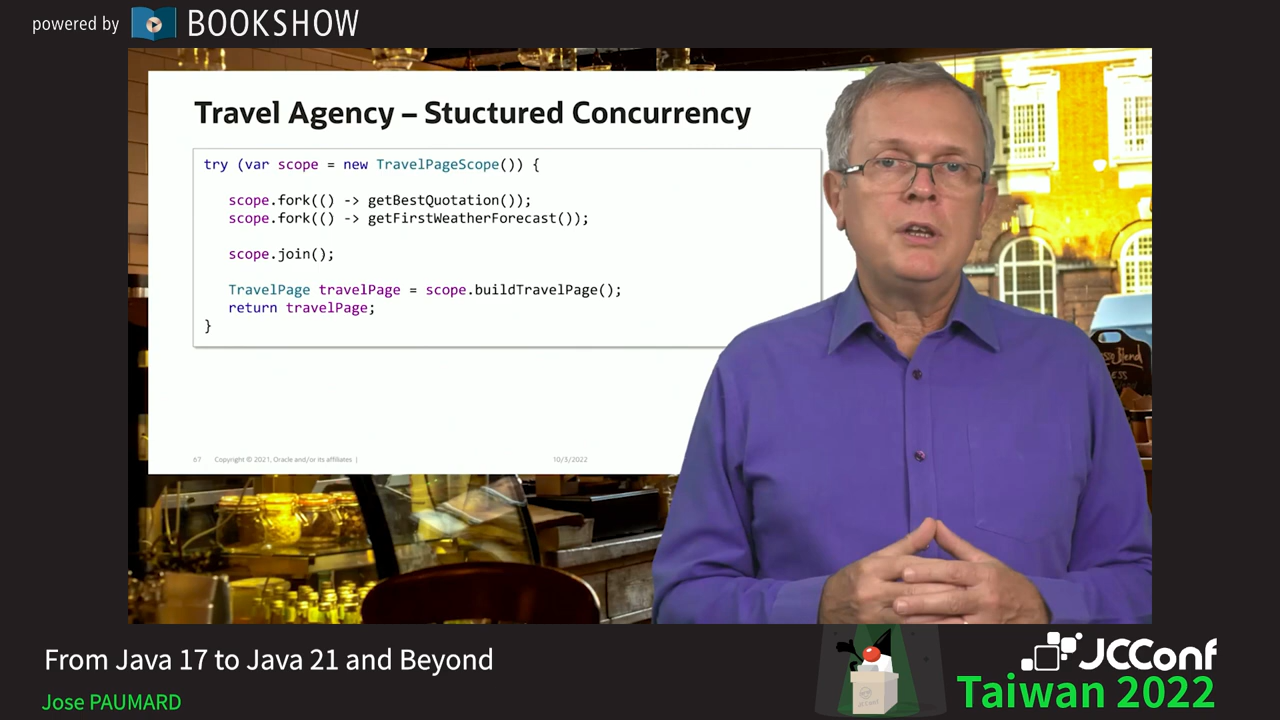 powered by BOOKSHOW
Travel Agency – Stuctured Concurrency
try (var scope = new TravelPageScope()) {
scope.fork(() -> getBestQuotation());
scope.fork(() -> getFirstWeatherForecast());
scope.join();
TravelPage travelPage = scope.buildTravelPage();
return travelPage;
}
67 Copyright © 2021, Oracle and/or its affiliates |
10/3/2022
From Java 17 to Java 21 and Beyond
Jose PAUMARD
JCConf
Taiwan 2022